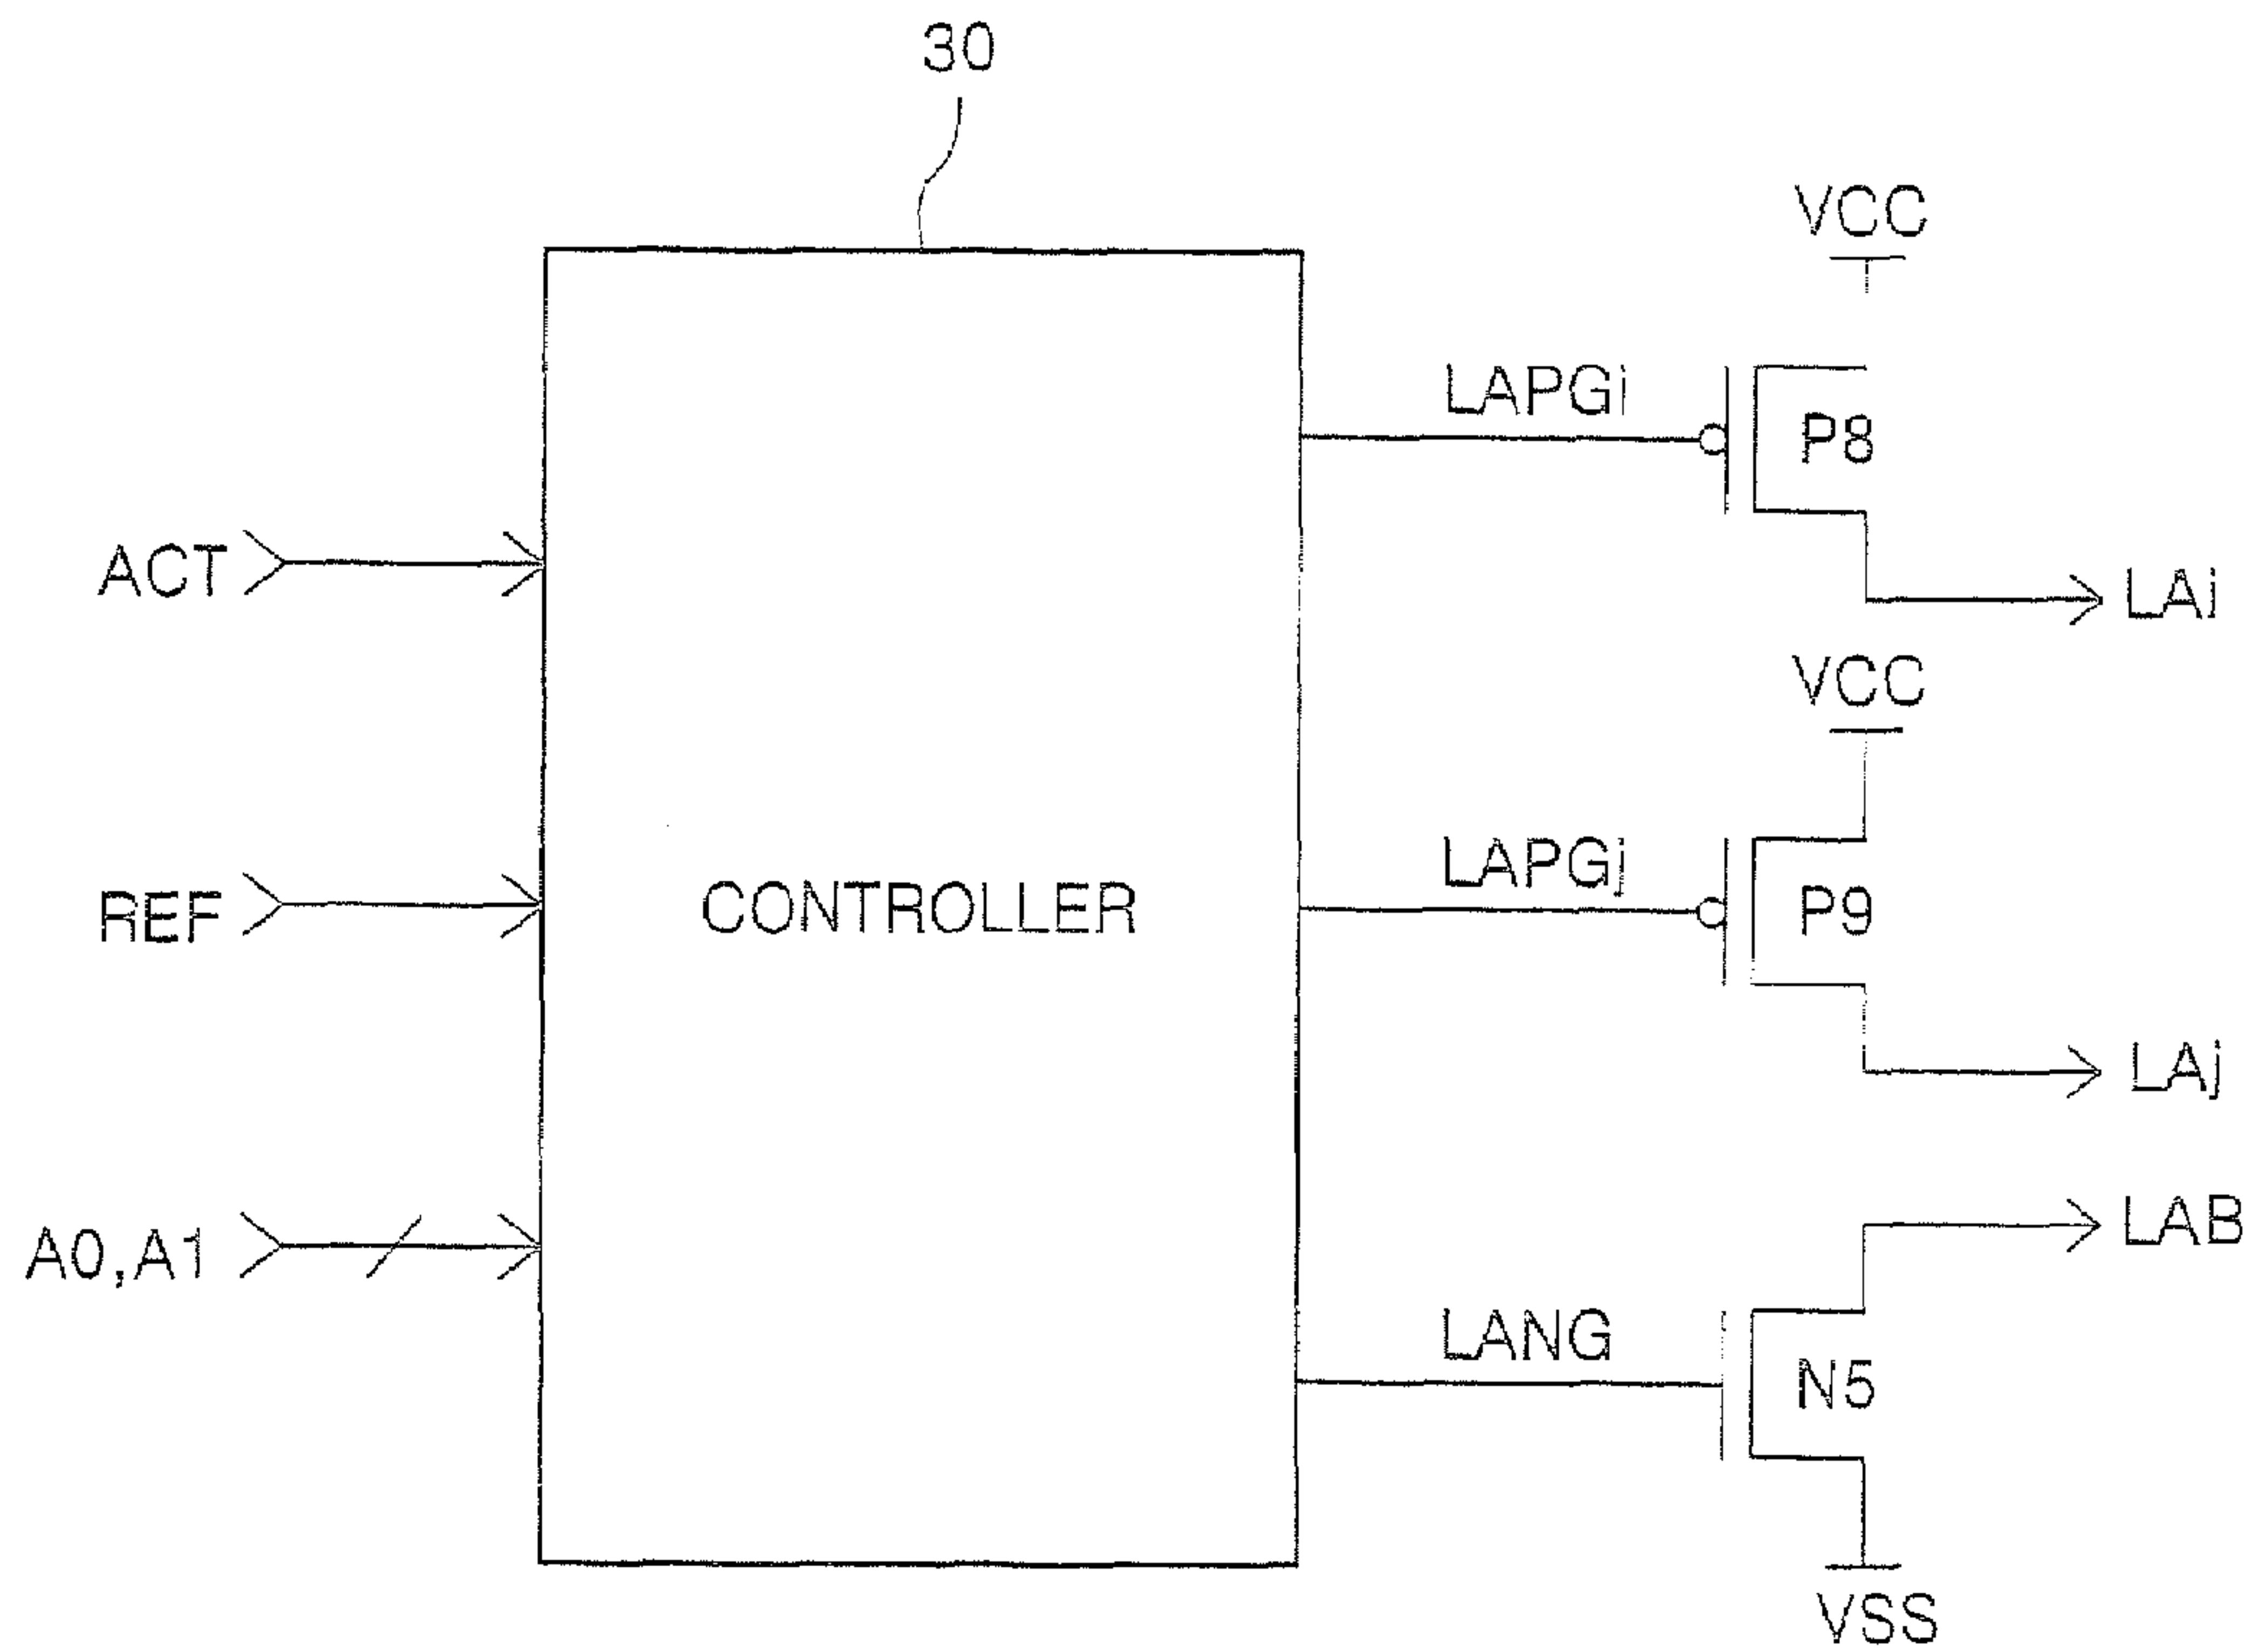 30
VCC
LAPGi
P8
ACT
LAi
VCC
LAPGj
P9
REF
CONTROLLER
LAj
LAB
A0,A1
LANG
N5
VSS